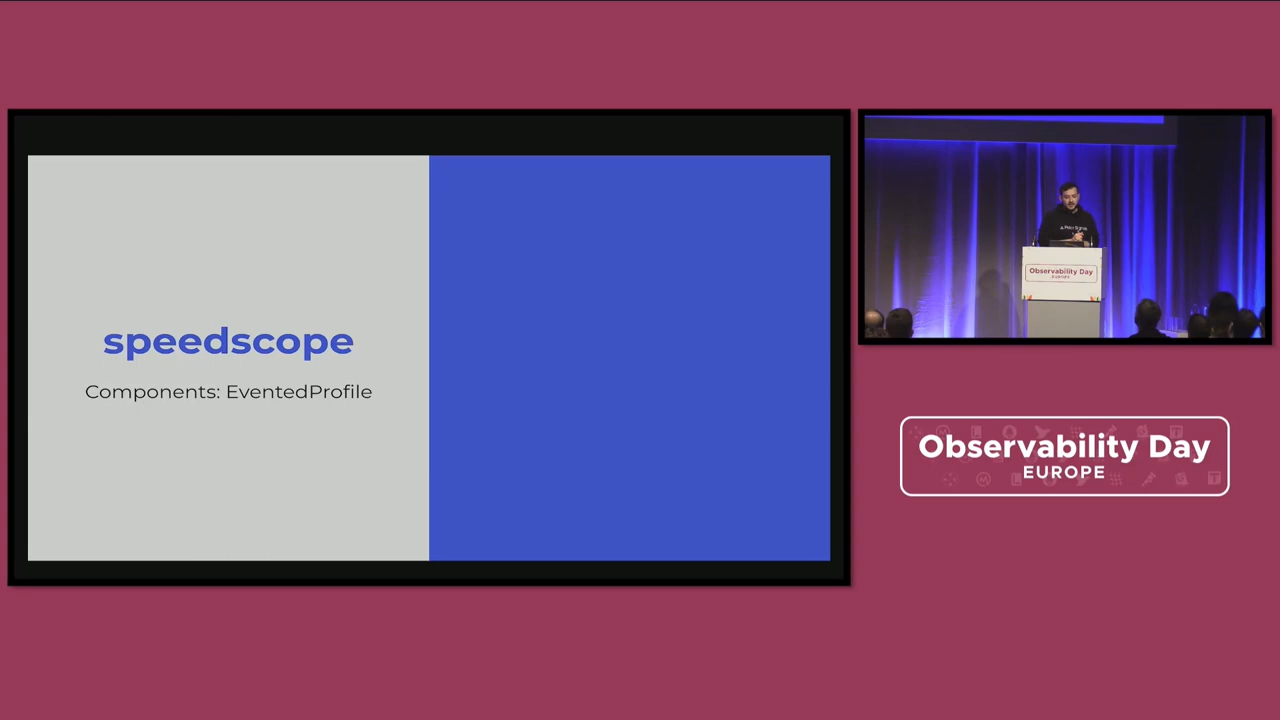 speedscope
Components: EventedProfile
Observability Day
EUROPE
Observability Day
EUROPE